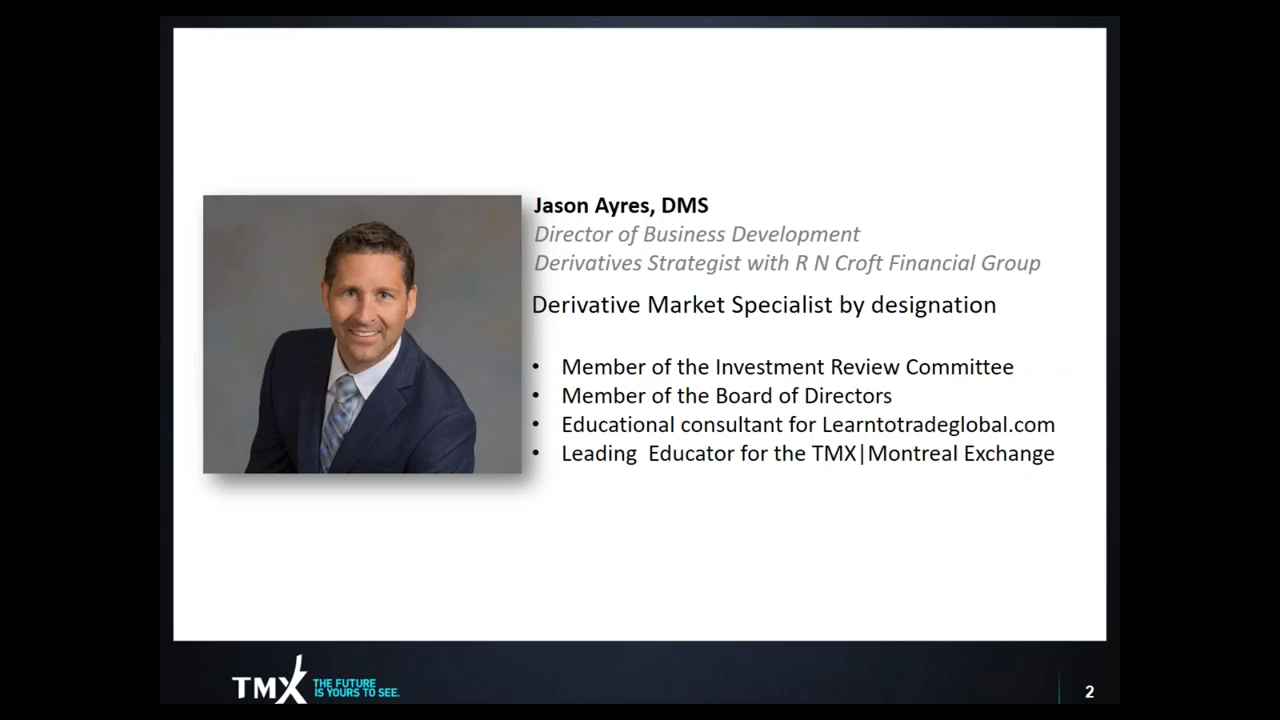 Jason Ayres, DMS
Director of Business Development
Derivatives Strategist with R N Croft Financial Group
Derivative Market Specialist by designation
• Member of the Investment Review Committee
• Member of the Board of Directors
• Educational consultant for Learntotradeglobal.com
• Leading  Educator for the TMX|Montreal Exchange
TMX THE FUTURE
IS YOURS TO SEE.
2